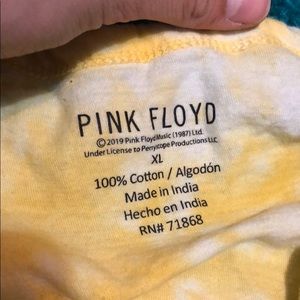 PINK FLOYD
©2019 Pink Floyd Music (1987) Ltd.
Under License to Perryscope Productions LLC
XL
100% Cotton / Algodón
Made in India
Hecho en India
RN# 71868